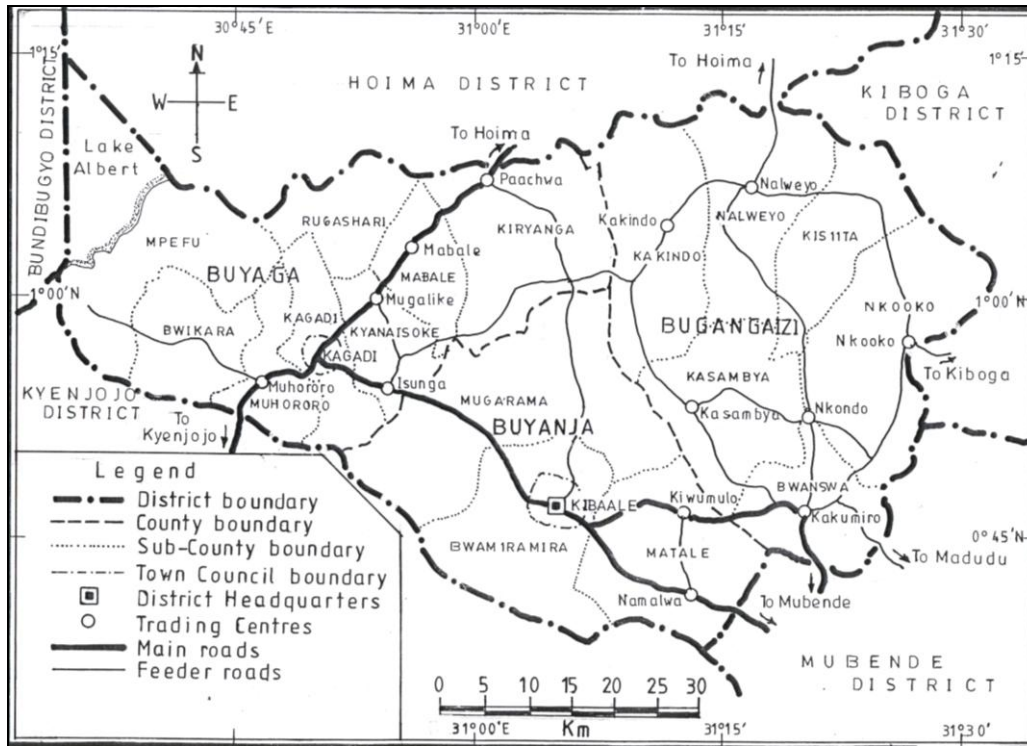 30°45′E
31°00′E
31°15′
31°30′
1°15′
1°15′
N
W
E
S
HOIMA DISTRICT
To Hoima
KIBOGA
DISTRICT
BUNDIBUGYO DISTRICT
Lake
Albert
To Hoima
Paachwa
Nalweyo
RUGASHARI
KIRYANGA
Kakindo
NALWEYO
MPEFU
Mabale
KISIITA
BUYAGA
MABALE
KAKINDO
1°00′N
1°00′N
Mugalike
NKOOKO
KAGADI
BWIKARA
KYANAISOKE
BUGANGAIZI
Nkooko
KAGADI
To Kiboga
KYENJOJO
DISTRICT
Muhororo
MUHORORO
Isunga
KASAMBYA
MUGARAMA
Kasambya
Nkondo
To
Kyenjojo
BUYANJA
Legend
District boundary
County boundary
Sub-County boundary
Town Council boundary
District Headquarters
Trading Centres
Main roads
Feeder roads
BWANSWA
KIBAALE
Kiwumulo
Kakumiro
0°45′N
BWAMIRAMIRA
MATALE
To Madudu
Namalwa
To Mubende
MUBENDE
DISTRICT
0 5 10 15 20 25 30
Km
31°00′E
31°15′
31°30′